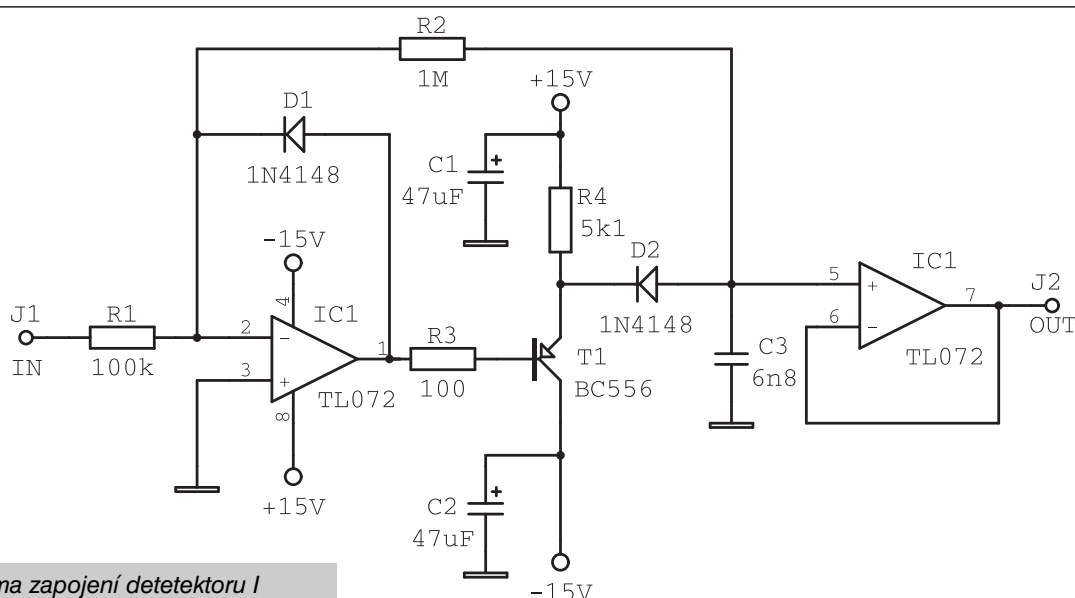 R2
1M
+15V
D1
1N4148
C1
+
47uF
R4
5k1
-15V
D2
1N4148
J1
IN
R1
100k
2
3
4
8
-
+
IC1
TL072
1
+15V
R3
100
T1
BC556
C3
6n8
5
6
+
-
IC1
7
TL072
J2
OUT
C2
+
47uF
-15V
ma zapojení detetektoru I